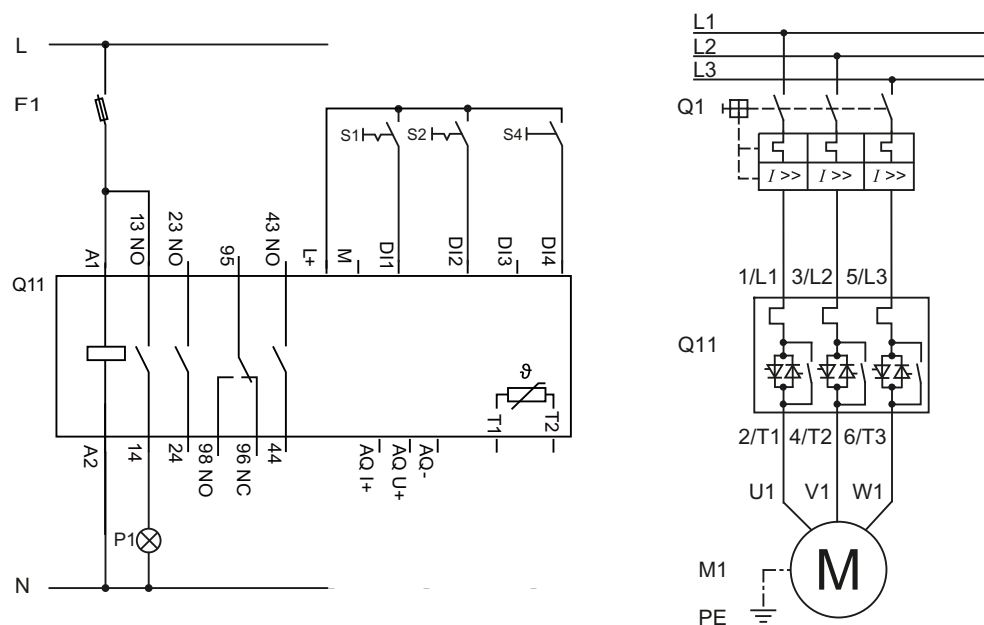 L
F1
S1
S2
S4
A1
13 NO
23 NO
95
43 NO
L+
M
DI1
DI2
DI3
DI4
Q11
ϑ
T1
T2
A2
14
24
98 NO
96 NC
44
AQ I+
AQ U+
AQ-
P1
N
L1
L2
L3
Q1
I >> I >> I >>
1/L1 3/L2 5/L3
Q11
2/T1 4/T2 6/T3
U1 V1 W1
M1
M
PE